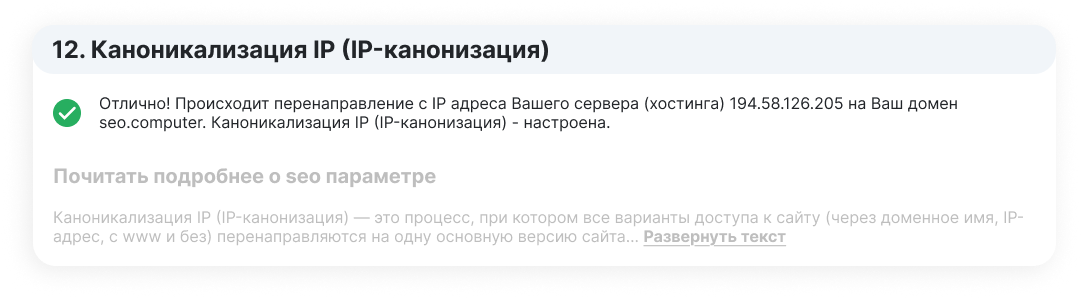 12. Каноникализация IP (IP-канонизация)
Отлично! Происходит перенаправление с IP адреса Вашего сервера (хостинга) 194.58.126.205 на Ваш домен
seo.computer. Каноникализация IP (IP-канонизация) - настроена.
Почитать подробнее о seo параметре
Каноникализация IP (IP-канонизация) — это процесс, при котором все варианты доступа к сайту (через доменное имя, IP-
адрес, с www и без) перенаправляются на одну основную версию сайта... Развернуть текст